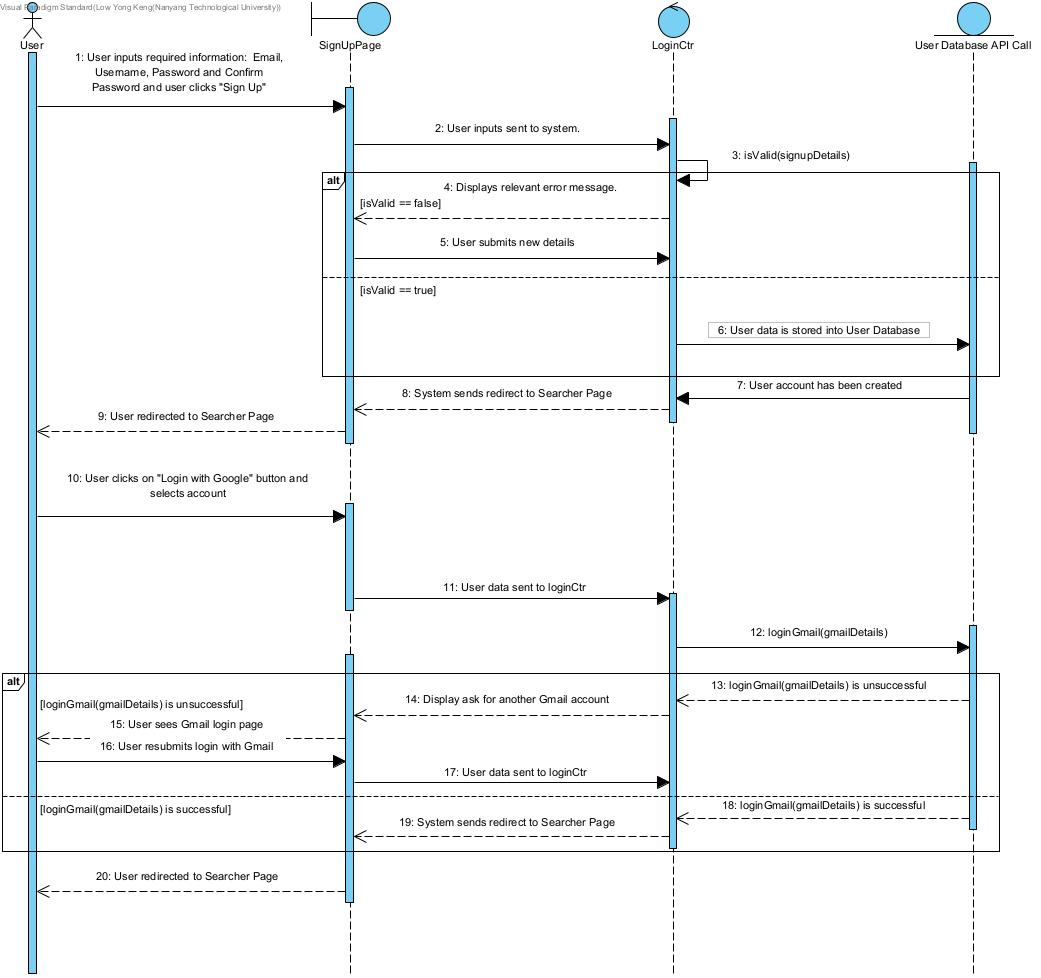 Visual Paradigm Standard(Low Yong Keng(Nanyang Technological University))
User
SignUpPage
LoginCtr
User Database API Call
1: User inputs required information:  Email,
Username, Password and Confirm
Password and user clicks "Sign Up"
2: User inputs sent to system.
3: isValid(signupDetails)
alt
4: Displays relevant error message.
[isValid == false]
5: User submits new details
[isValid == true]
6: User data is stored into User Database
7: User account has been created
8: System sends redirect to Searcher Page
9: User redirected to Searcher Page
10: User clicks on "Login with Google" button and
selects account
11: User data sent to loginCtr
12: loginGmail(gmailDetails)
alt
13: loginGmail(gmailDetails) is unsuccessful
14: Display ask for another Gmail account
[loginGmail(gmailDetails) is unsuccessful]
15: User sees Gmail login page
16: User resubmits login with Gmail
17: User data sent to loginCtr
[loginGmail(gmailDetails) is successful]
18: loginGmail(gmailDetails) is successful
19: System sends redirect to Searcher Page
20: User redirected to Searcher Page